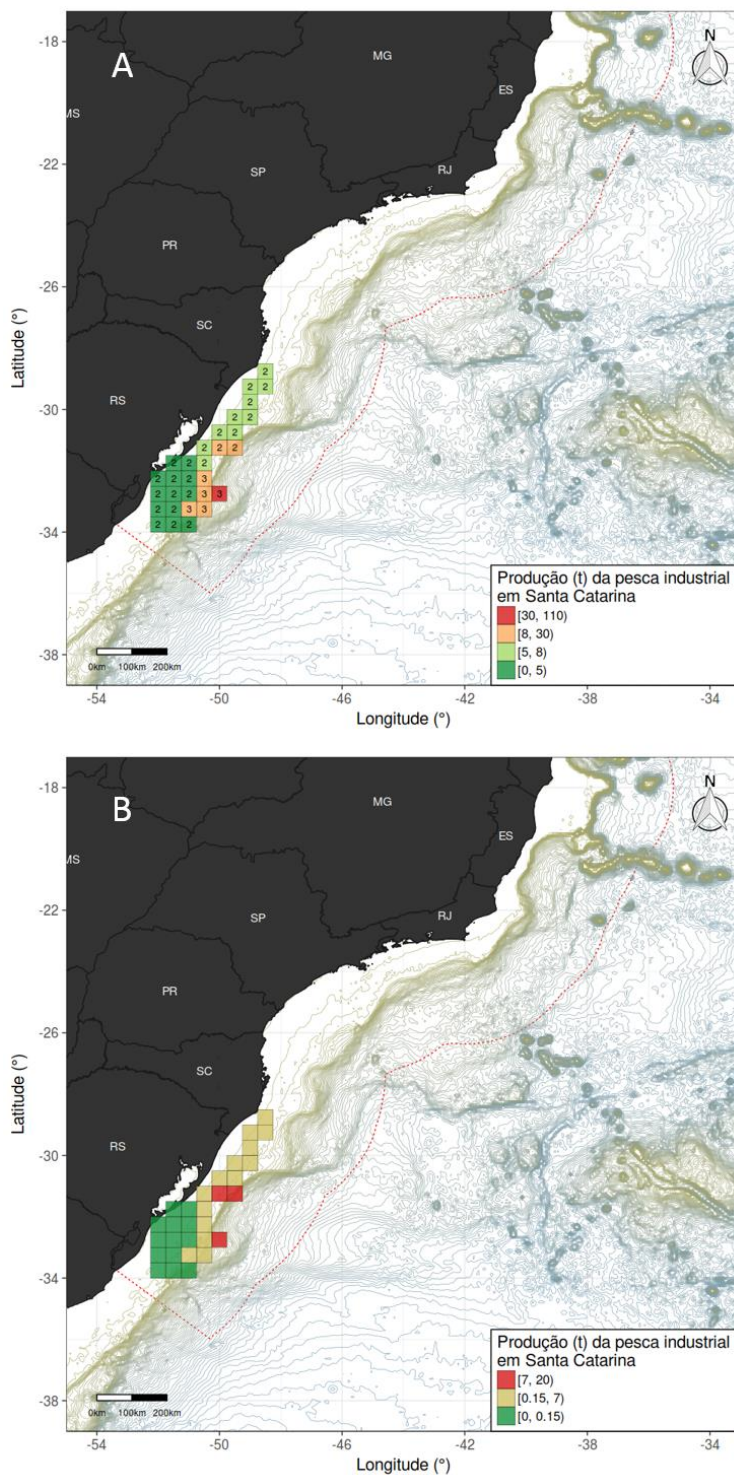 -18
A
MG
N
MS
ES
-22
SP
RJ
PR
-26
SC
Latitude (°)
2
2 2
RS
2
-30
2 2
2 2
2 2 2
2 2 2
2 2 2 3
2 2 2 3 3
2 2 3 3
2 2 2
-34
Produção (t) da pesca industrial
em Santa Catarina
[30, 110)
[8, 30)
[5, 8)
[0, 5)
-38
0km 100km 200km
-54 -50 -46 -42 -38 -34
Longitude (°)
-18
B
MG
N
MS
ES
-22
SP
RJ
PR
-26
SC
Latitude (°)
RS
-30
-34
Produção (t) da pesca industrial
em Santa Catarina
[7, 20)
[0.15, 7)
[0, 0.15)
-38
0km 100km 200km
-54 -50 -46 -42 -38 -34
Longitude (°)